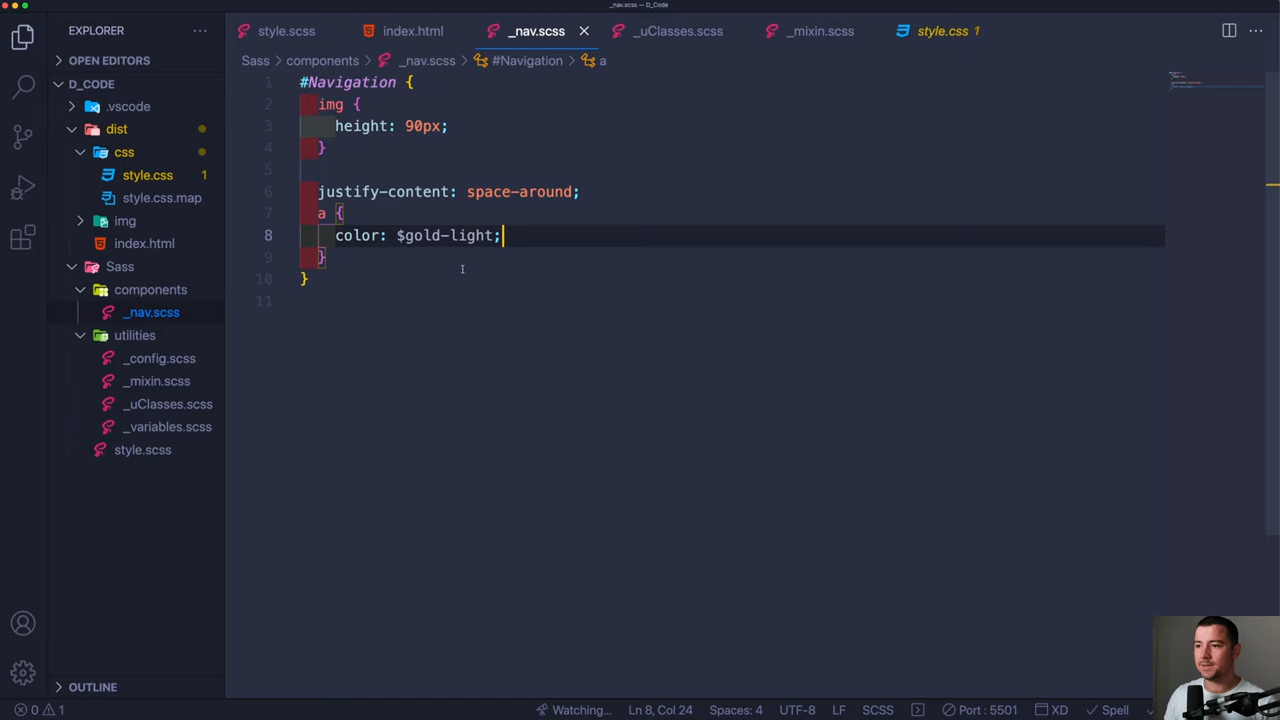 _nav.scss — D_Code
EXPLORER
style.scss
index.html
_nav.scss
_uClasses.scss
_mixin.scss
style.css 1
OPEN EDITORS
Sass components _nav.scss #Navigation a
D_CODE
.vscode
dist
css
style.css 1
style.css.map
img
index.html
Sass
components
_nav.scss
utilities
_config.scss
_mixin.scss
_uClasses.scss
_variables.scss
style.scss
OUTLINE
1 #Navigation {
2 img {
3 height: 90px;
4 }
5
6 justify-content: space-around;
7 a {
8 color: $gold-light;
9 }
10 }
11
0 1 Watching... Ln 8, Col 24 Spaces: 4 UTF-8 LF SCSS Port : 5501 XD Spell